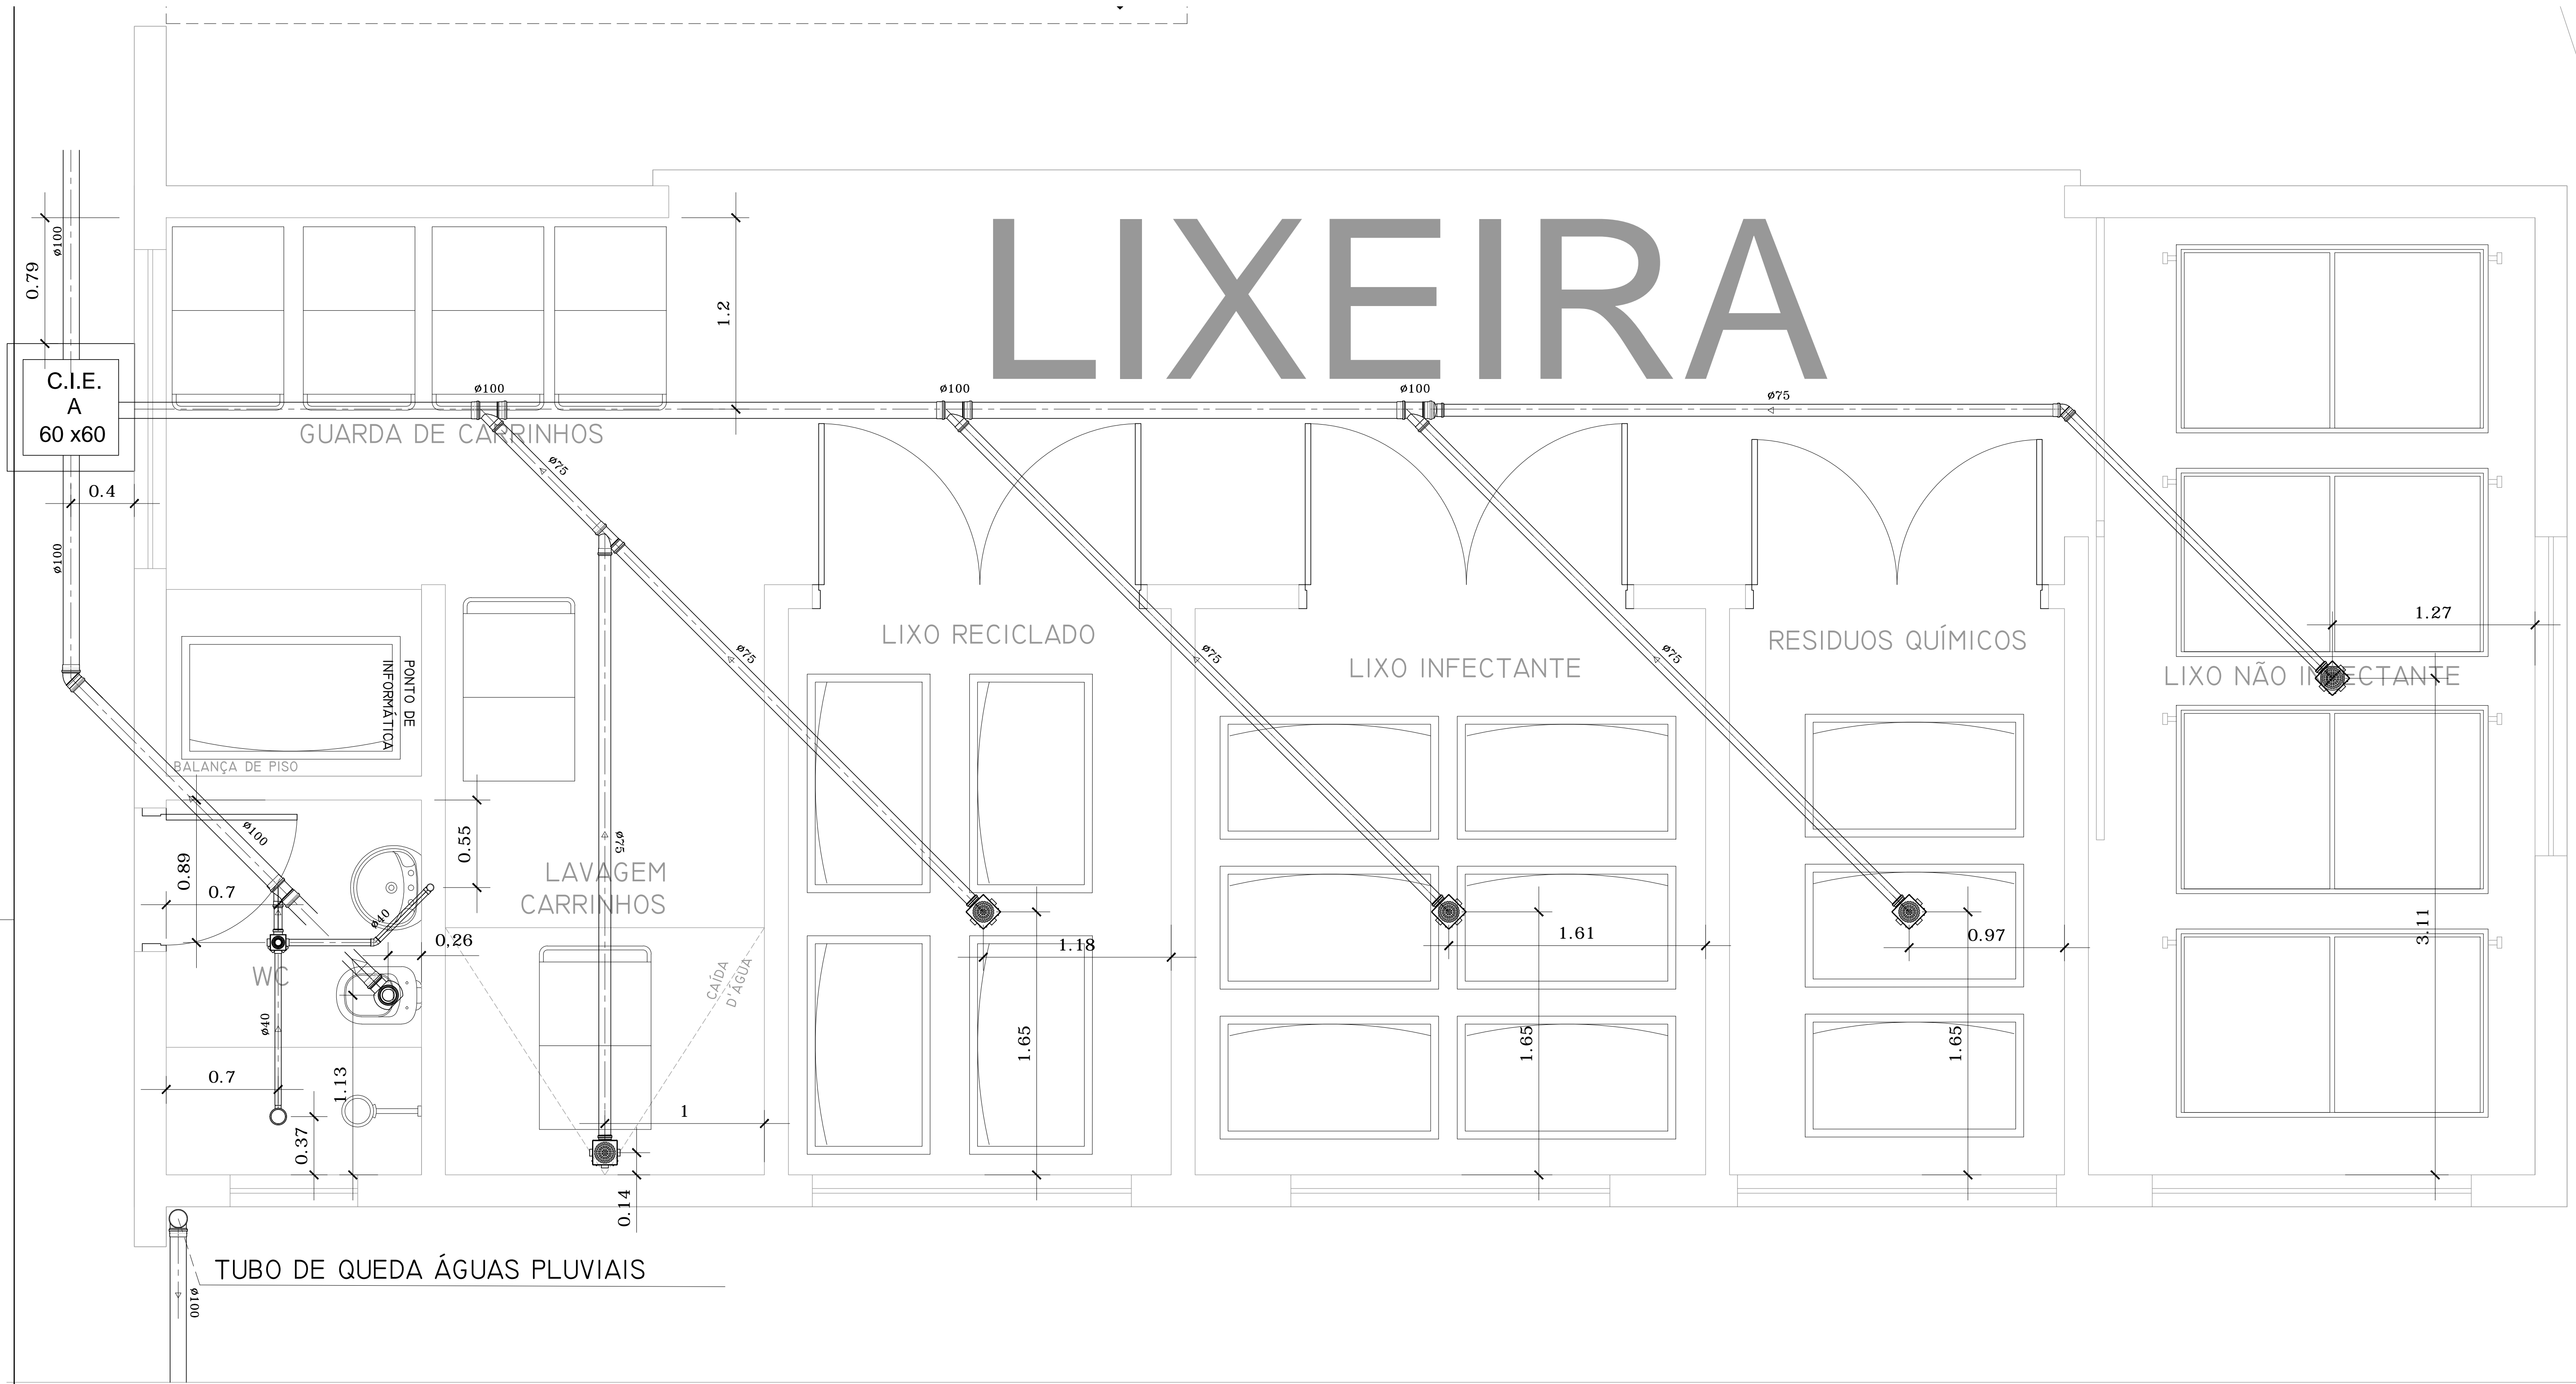 LIXEIRA
ø100
0.79
1.2
C.I.E.
A
60 x60
ø100
ø100
ø100
ø75
GUARDA DE CARRINHOS
ø75
0.4
ø100
1.27
LIXO RECICLADO
RESIDUOS QUÍMICOS
LIXO INFECTANTE
LIXO NÃO INFECTANTE
ø75
ø75
ø75
PONTO DE
INFORMÁTICA
BALANÇA DE PISO
ø100
0.55
ø75
0.89
0.7
LAVAGEM
CARRINHOS
ø40
0,26
1.18
1.61
0.97
3.11
WC
CAÍDA
D'ÁGUA
ø40
1.65
1.65
1.65
0.7
1.13
0.37
1
0.14
TUBO DE QUEDA ÁGUAS PLUVIAIS
ø100